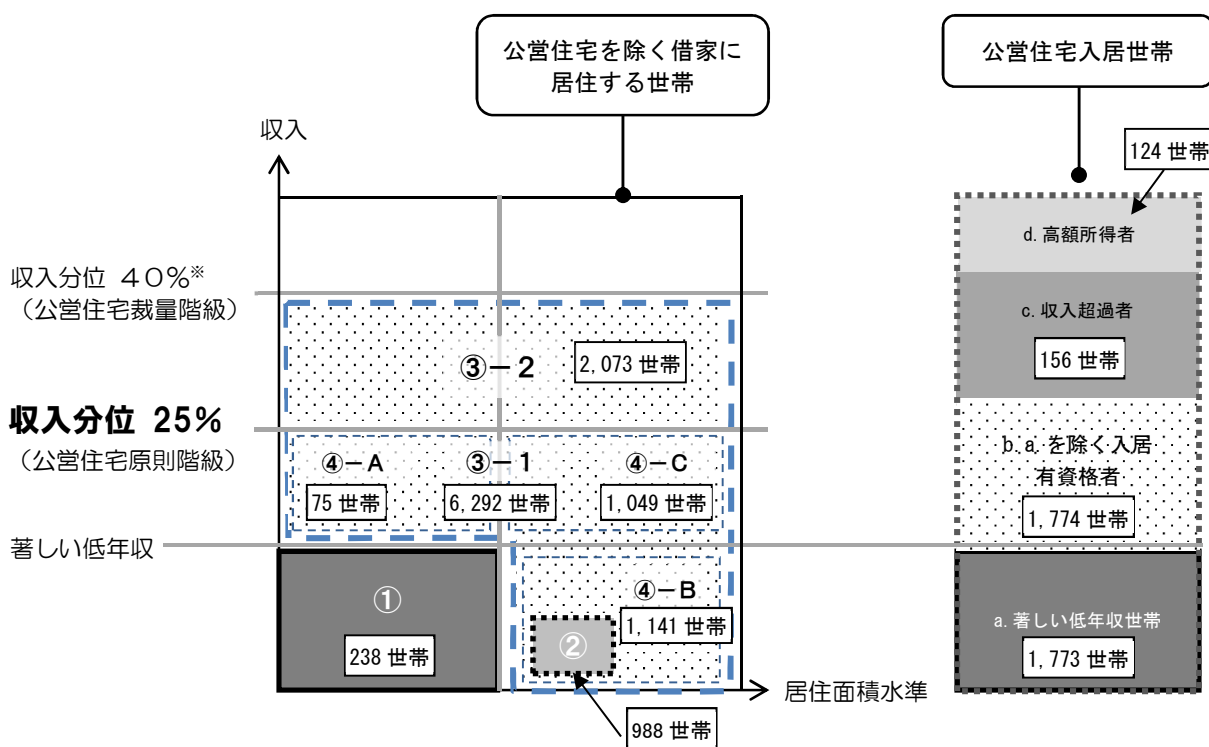 公営住宅を除く借家に
居住する世帯
公営住宅入居世帯
収入
124 世帯
d. 高額所得者
収入分位 40%※
（公営住宅裁量階級）
c. 収入超過者
156 世帯
③－2
2,073 世帯
収入分位 25%
（公営住宅原則階級）
④－A
75 世帯
③－1
6,292 世帯
④－C
1,049 世帯
b. a. を除く入居
有資格者
1,774 世帯
著しい低年収
①
238 世帯
④－B
1,141 世帯
②
988 世帯
a. 著しい低年収世帯
1,773 世帯
居住面積水準